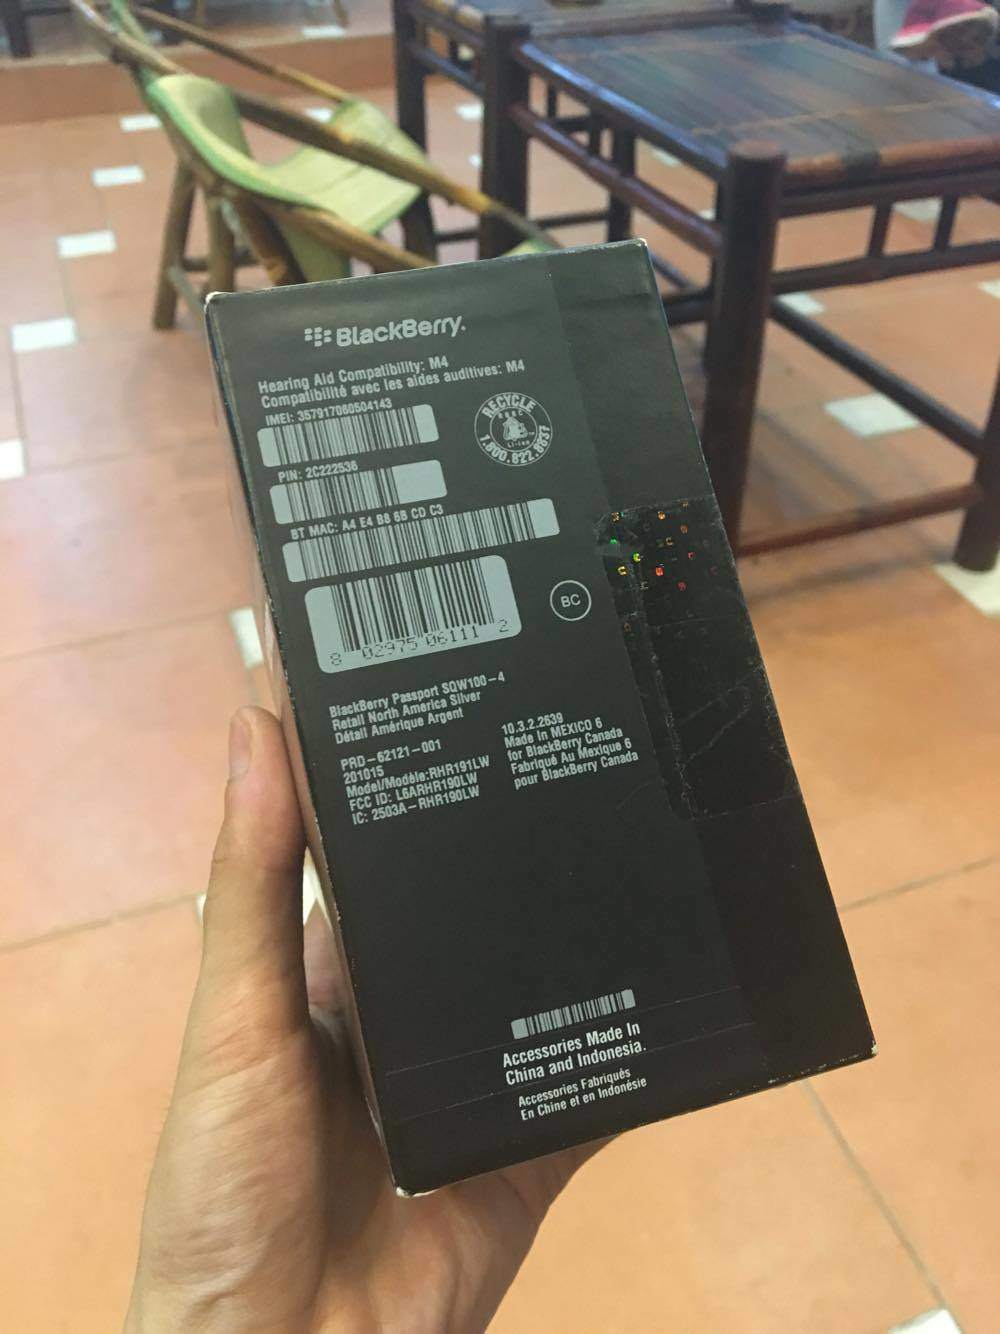 BlackBerry.
Hearing Aid Compatibility: M4
Compatibilité avec les aides auditives: M4
IMEI: 357917060504143
PIN: 2C222536
BT MAC: A4 E4 B8 6B CD C3
RECYCLE
RBRC
Li-ion
1.800.822.8837
BC
8 02975 06111 2
BlackBerry Passport SQW100-4
Retail North America Silver
Détail Amérique Argent
PRD-62121-001
201015
Model/Modèle:RHR191LW
FCC ID: L6ARHR190LW
IC: 2503A-RHR190LW
10.3.2.2639
Made In MEXICO 6
for BlackBerry Canada
Fabriqué Au Mexique 6
pour BlackBerry Canada
Accessories Made In
China and Indonesia.
Accessories Fabriqués
En Chine et en Indonésie